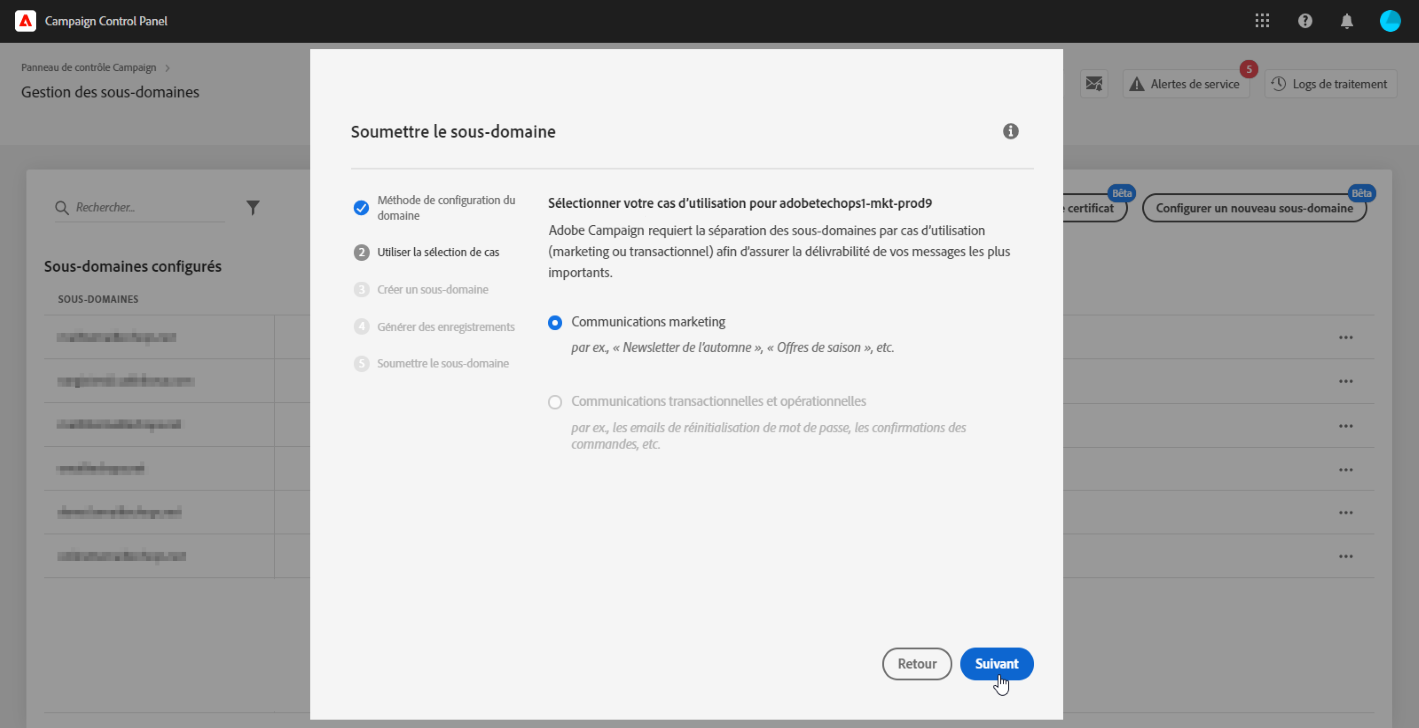 Campaign Control Panel
Panneau de contrôle Campaign
Gestion des sous-domaines
5
Alertes de service
Logs de traitement
Rechercher...
Bêta
certificat
Bêta
Configurer un nouveau sous-domaine
Sous-domaines configurés
SOUS-DOMAINES
Soumettre le sous-domaine
Méthode de configuration du
domaine
2 Utiliser la sélection de cas
3 Créer un sous-domaine
4 Générer des enregistrements
5 Soumettre le sous-domaine
Sélectionner votre cas d'utilisation pour adobetechops1-mkt-prod9
Adobe Campaign requiert la séparation des sous-domaines par cas d'utilisation
(marketing ou transactionnel) afin d'assurer la délivrabilité de vos messages les plus
importants.
Communications marketing
par ex., « Newsletter de l'automne », « Offres de saison », etc.
Communications transactionnelles et opérationnelles
par ex., les emails de réinitialisation de mot de passe, les confirmations des
commandes, etc.
Retour
Suivant